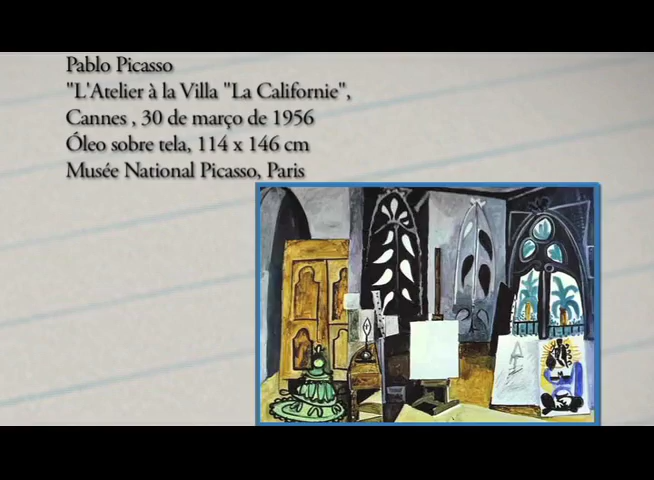 Pablo Picasso
"L'Atelier à la Villa "La Californie",
Cannes , 30 de março de 1956
Óleo sobre tela, 114 x 146 cm
Musée National Picasso, Paris